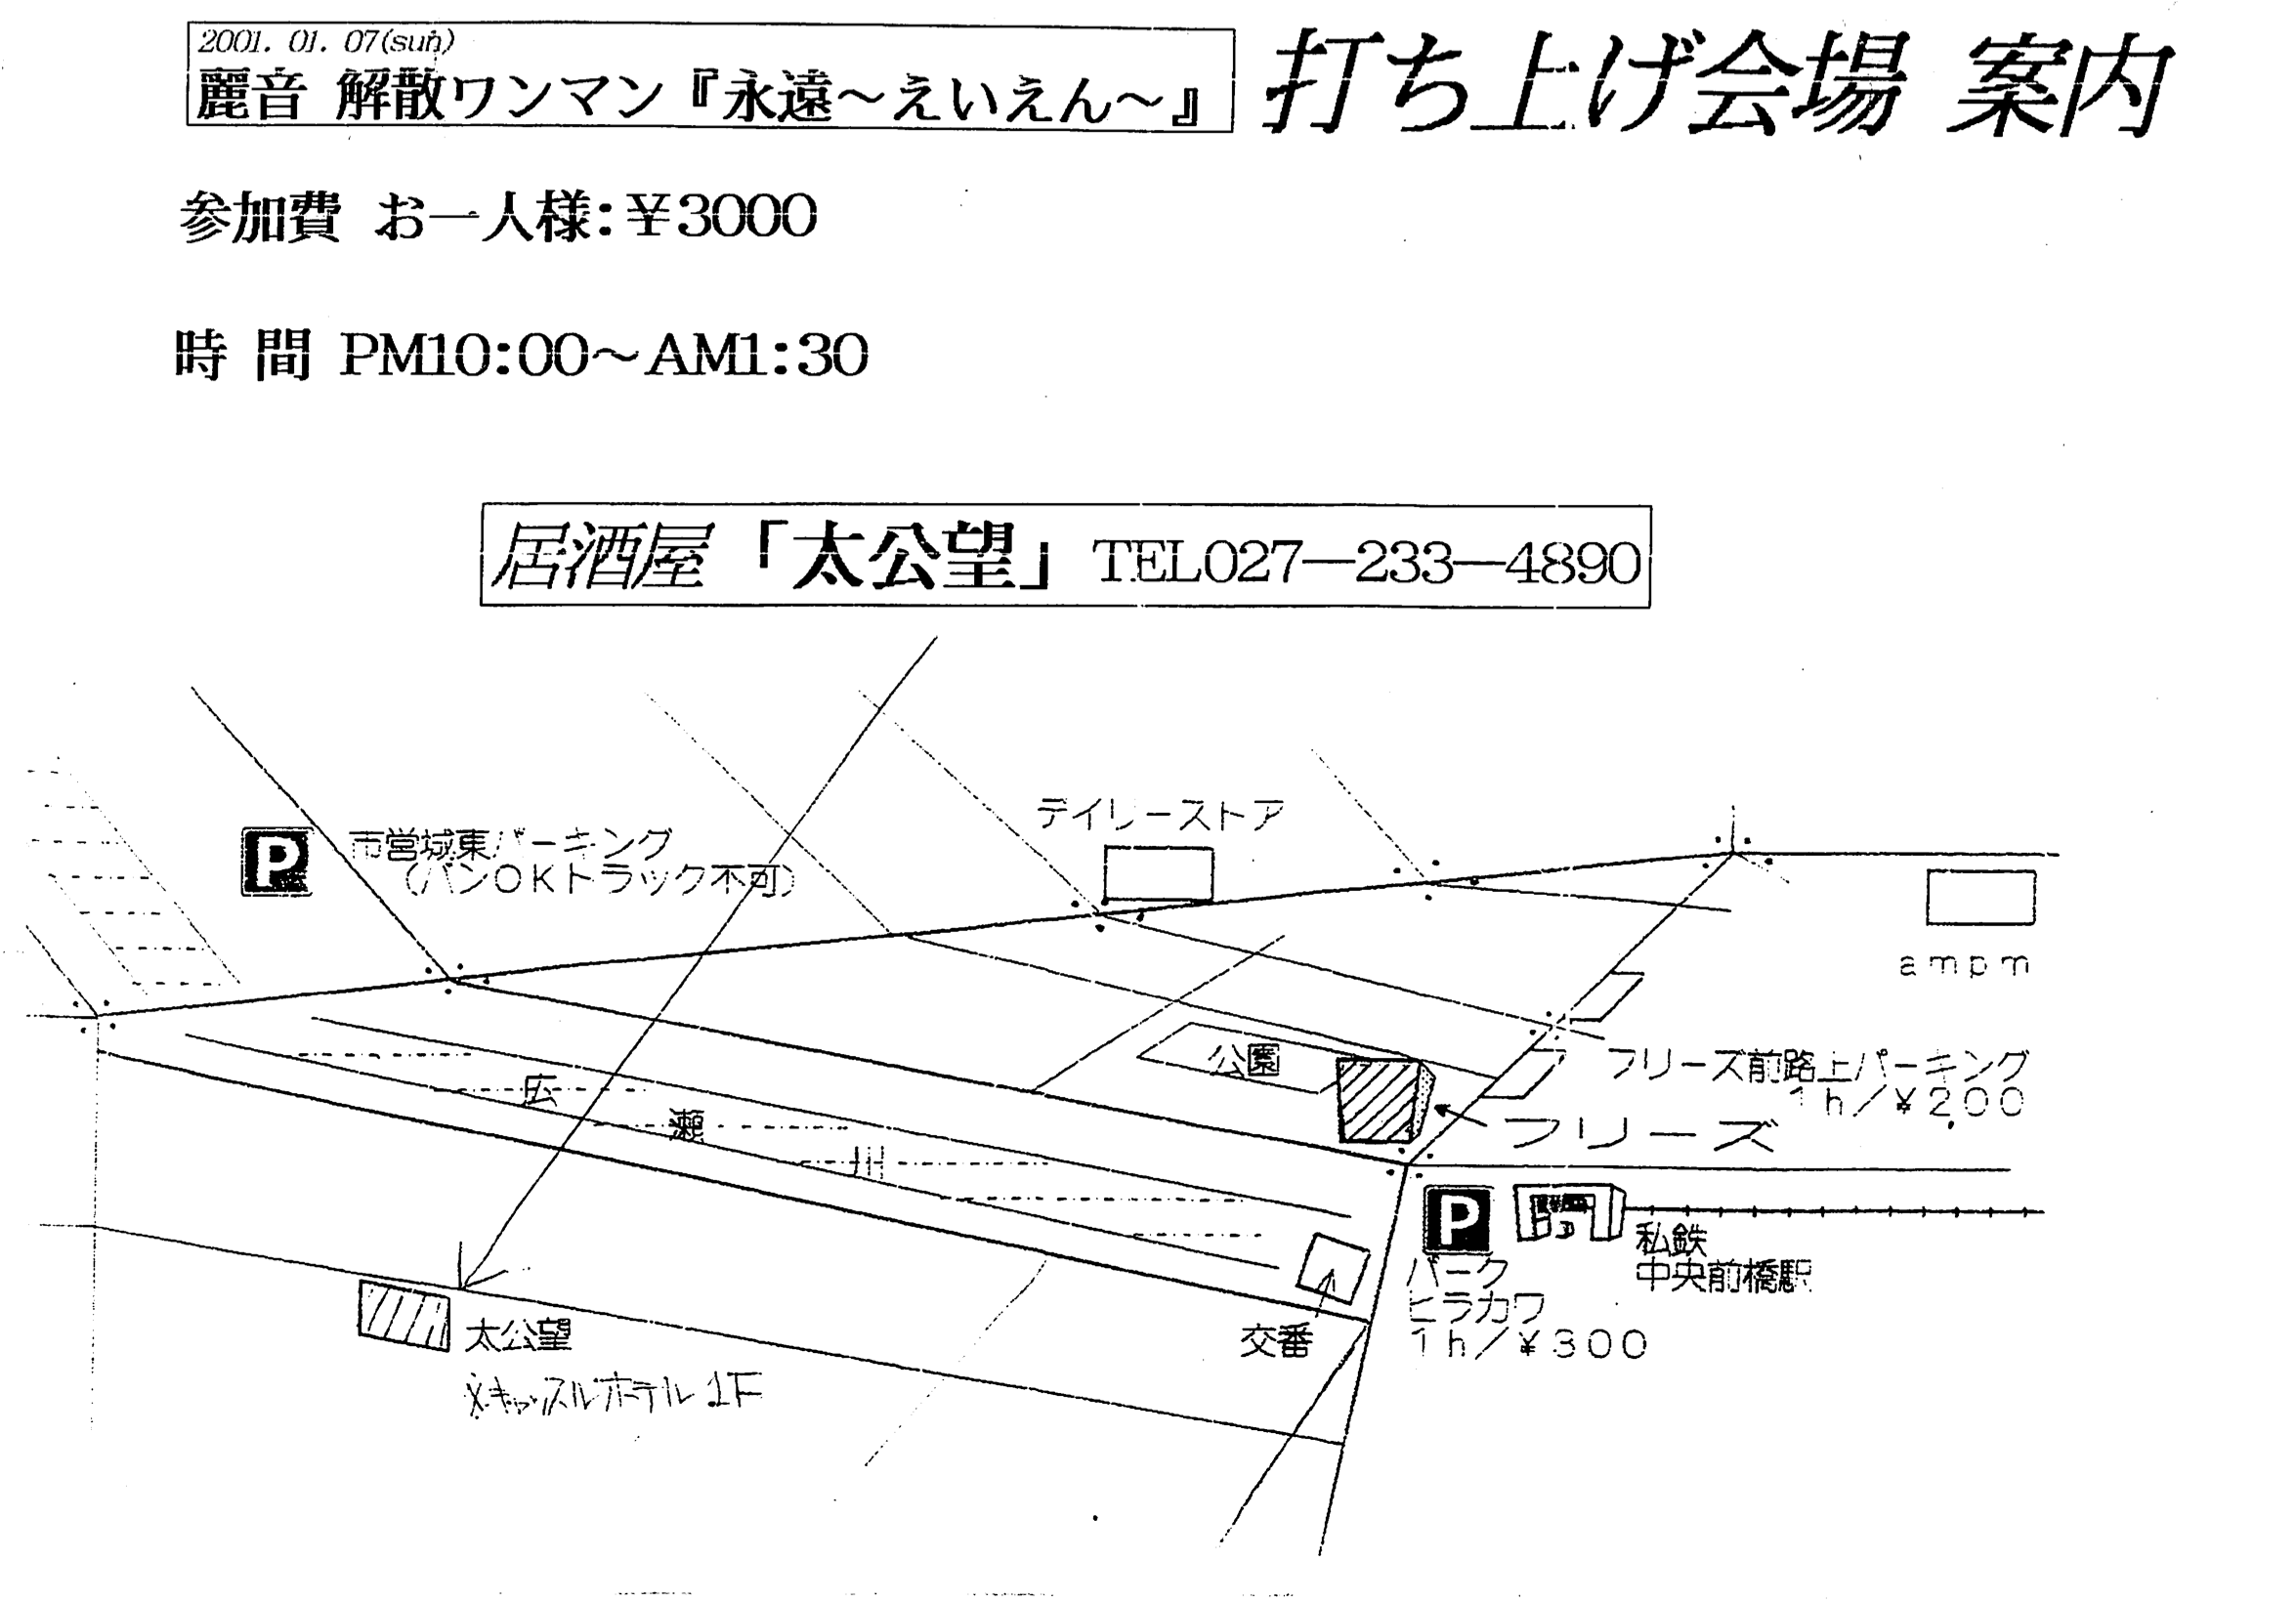 2001. 01. 07(sun)
麗音 解散ワンマン『永遠～えいえん～』
打ち上げ会場 案内
参加費 お一人様:¥3000
時 間 PM10:00～AM1:30
居酒屋「太公望」TEL027―233―4890
デイリーストア
P 市営城東パーキング
(バンOKトラック不可)
ampm
公園
フリーズ前路上パーキング
1h/¥200
フリーズ
広
瀬
川
P
パーク
ヒラカワ
1h/¥300
私鉄
中央前橋駅
交番
太公望
※キャッスルホテル1F